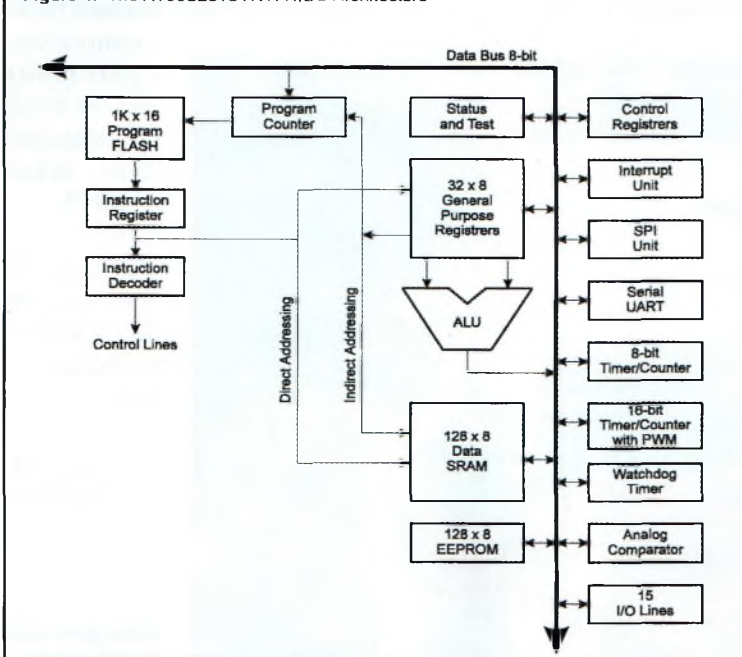 Data Bus 8-bit
1K x 16
Program
FLASH
Program
Counter
Status
and Test
Control
Registrers
Instruction
Register
32 x 8
General
Purpose
Registrers
Interrupt
Unit
SPI
Unit
Instruction
Decoder
Serial
UART
Control Lines
Direct Addressing
Indirect Addressing
ALU
8-bit
Timer/Counter
128 x 8
Data
SRAM
16-bit
Timer/Counter
with PWM
Watchdog
Timer
128 x 8
EEPROM
Analog
Comparator
15
I/O Lines